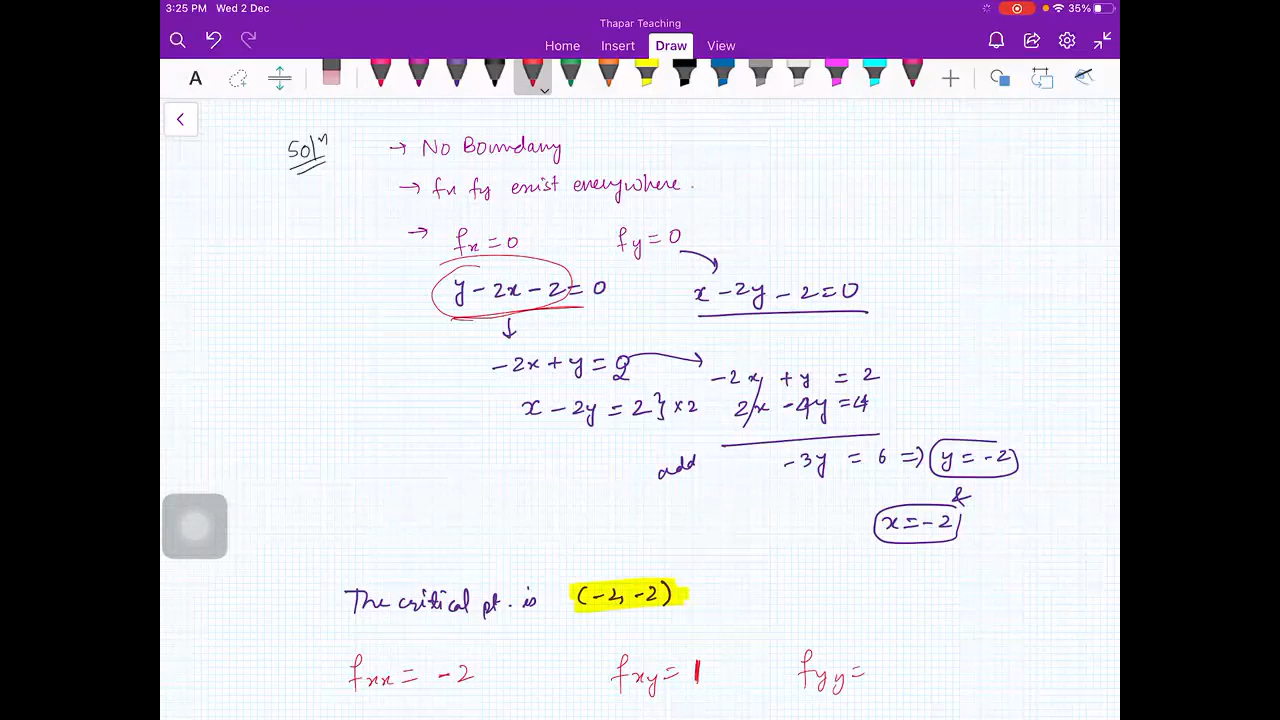 3:25 PM Wed 2 Dec
35%
Thapar Teaching
Home Insert Draw View
A
Solⁿ
→ No Boundary
→ fx fy exist everywhere.
→ fx = 0 fy = 0
y - 2x - 2 = 0 x - 2y - 2 = 0
-2x + y = 2 -2x + y = 2
x - 2y = 2 } × 2 2x - 4y = 4
add -3y = 6 ⇒ y = -2
&
x = -2
The critical pt. is (-2, -2)
fxx = -2 fxy = 1 fyy =